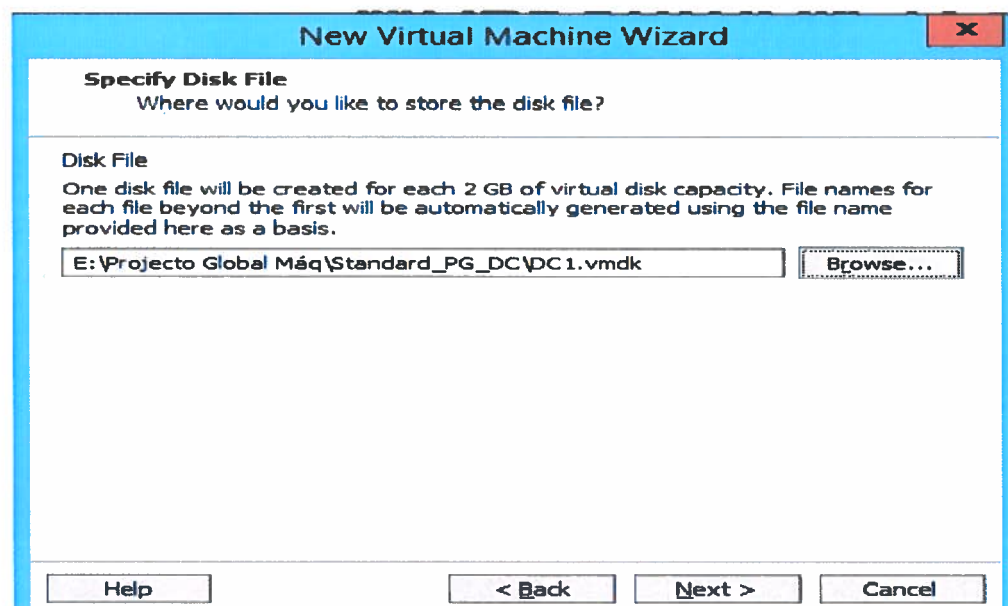 New Virtual Machine Wizard
Specify Disk File
Where would you like to store the disk file?
Disk File
One disk file will be created for each 2 GB of virtual disk capacity. File names for
each file beyond the first will be automatically generated using the file name
provided here as a basis.
E:\Projecto Global Máq\Standard_PG_DC\DC1.vmdk
Browse...
Help
< Back
Next >
Cancel